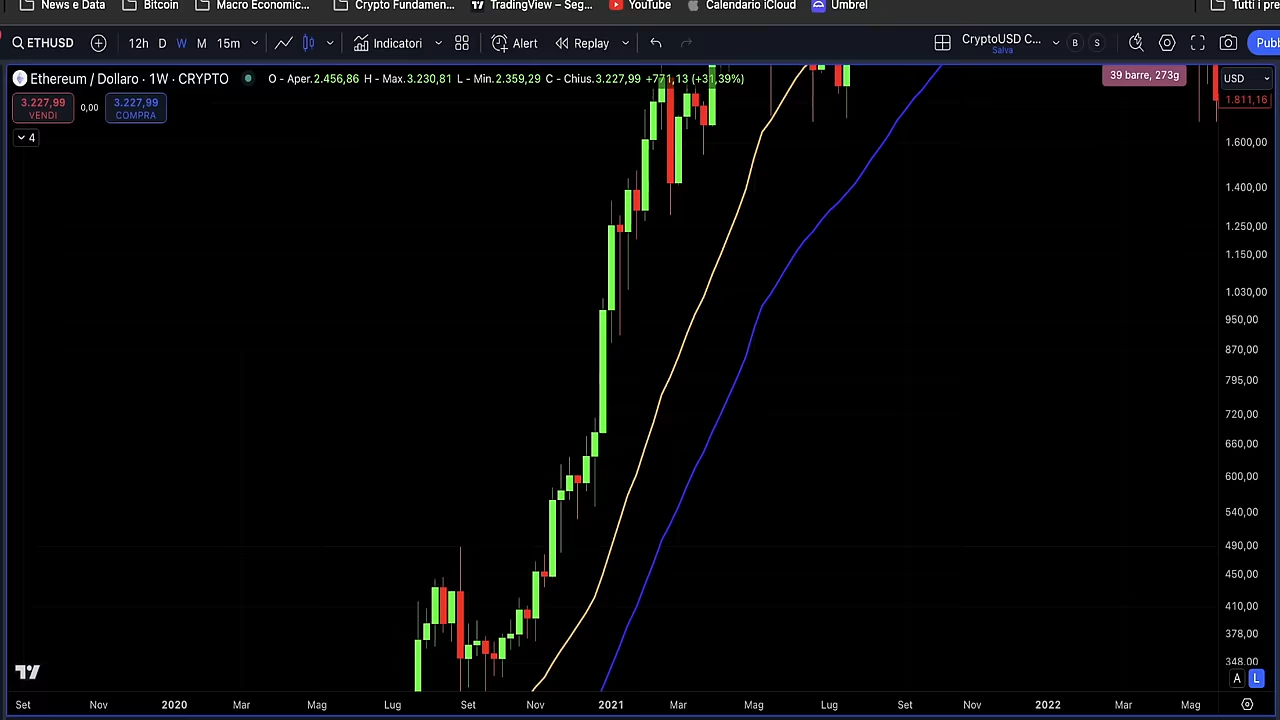 News e Data Bitcoin Macro Economic... Crypto Fundamen... TradingView – Seg... YouTube Calendario iCloud Umbrel Tutti i pre
ETHUSD 12h D W M 15m Indicatori Alert Replay CryptoUSD C... Salva B S Pubb
Ethereum / Dollaro · 1W · CRYPTO O - Aper.2.456,86 H - Max.3.230,81 L - Min.2.359,29 C - Chius.3.227,99 +771,13 (+31,39%)
39 barre, 273g
USD
3.227,99 VENDI 0,00 3.227,99 COMPRA
1.811,16
4
1.600,00
1.400,00
1.250,00
1.150,00
1.030,00
950,00
870,00
795,00
720,00
660,00
600,00
540,00
490,00
450,00
410,00
378,00
348,00
A L
Set Nov 2020 Mar Mag Lug Set Nov 2021 Mar Mag Lug Set Nov 2022 Mar Mag